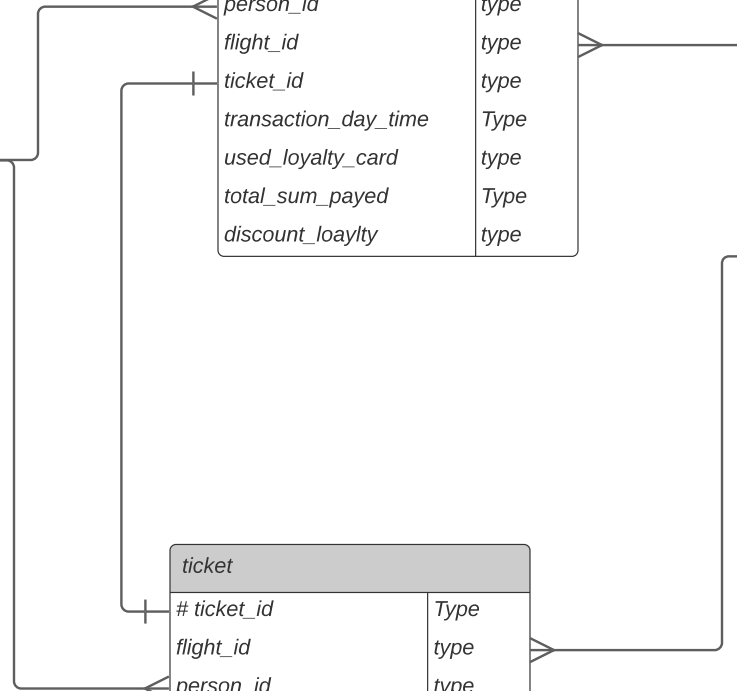 person_id type
flight_id type
ticket_id type
transaction_day_time Type
used_loyalty_card type
total_sum_payed Type
discount_loaylty type
ticket
# ticket_id Type
flight_id type
person_id type